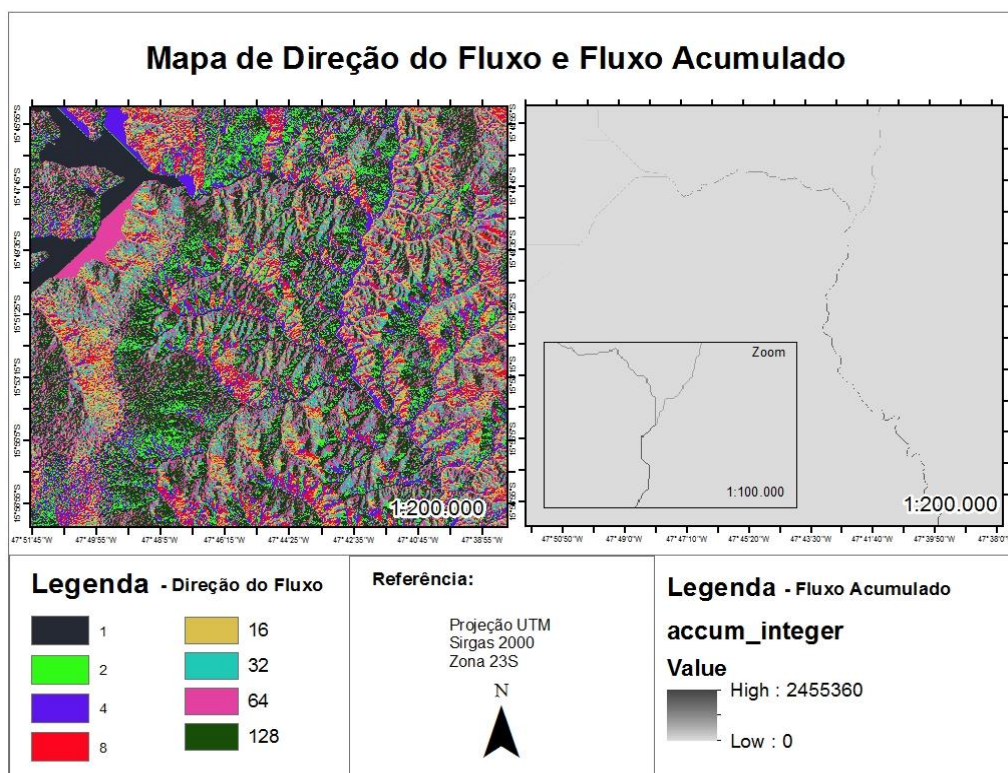 Mapa de Direção do Fluxo e Fluxo Acumulado
1:200.000
47°51'45"W 47°49'55"W 47°48'5"W 47°46'15"W 47°44'25"W 47°42'35"W 47°40'45"W 47°38'55"W
Zoom
1:100.000
1:200.000
47°50'50"W 47°49'0"W 47°47'10"W 47°45'20"W 47°43'30"W 47°41'40"W 47°39'50"W 47°38'0"W
Legenda - Direção do Fluxo
1
2
4
8
16
32
64
128
Referência:
Projeção UTM
Sirgas 2000
Zona 23S
N
Legenda - Fluxo Acumulado
accum_integer
Value
High : 2455360
Low : 0